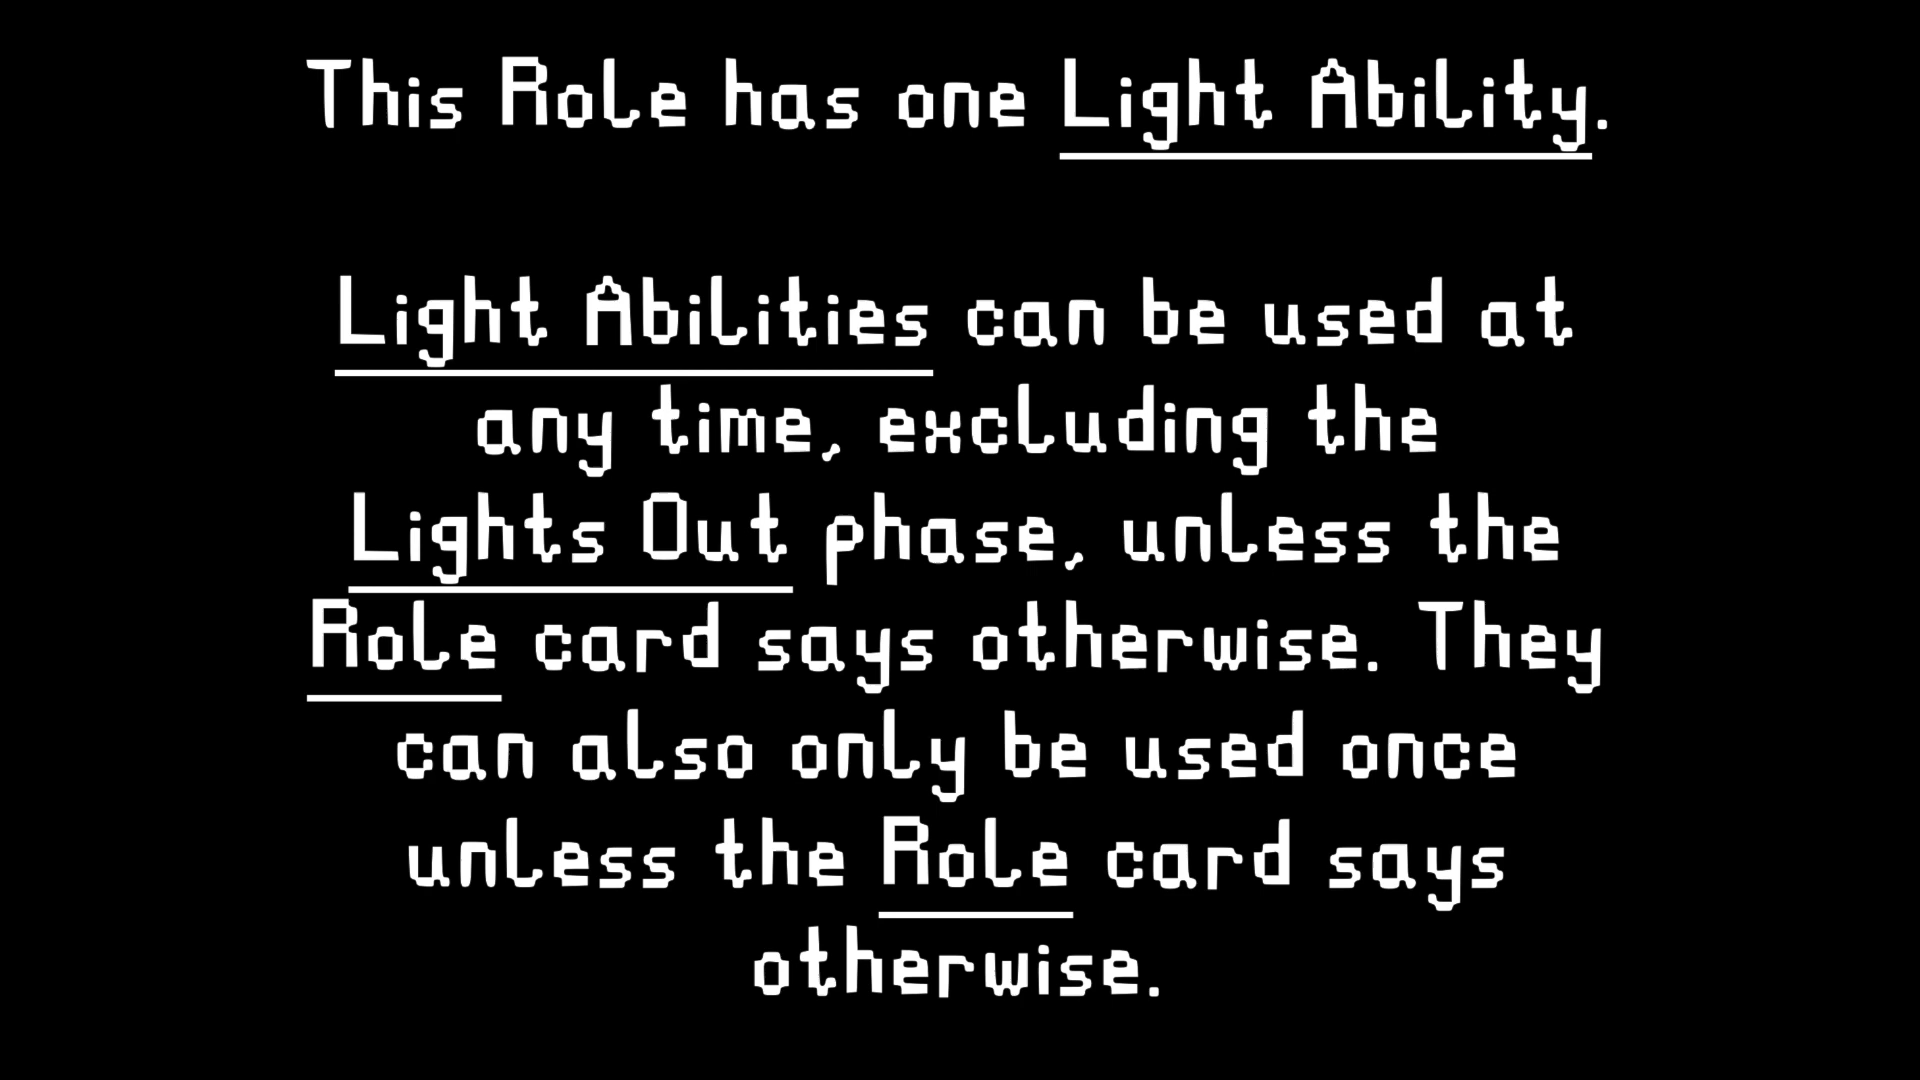 This Role has one Light Ability.
Light Abilities can be used at
any time, excluding the
Lights Out phase, unless the
Role card says otherwise. They
can also only be used once
unless the Role card says
otherwise.